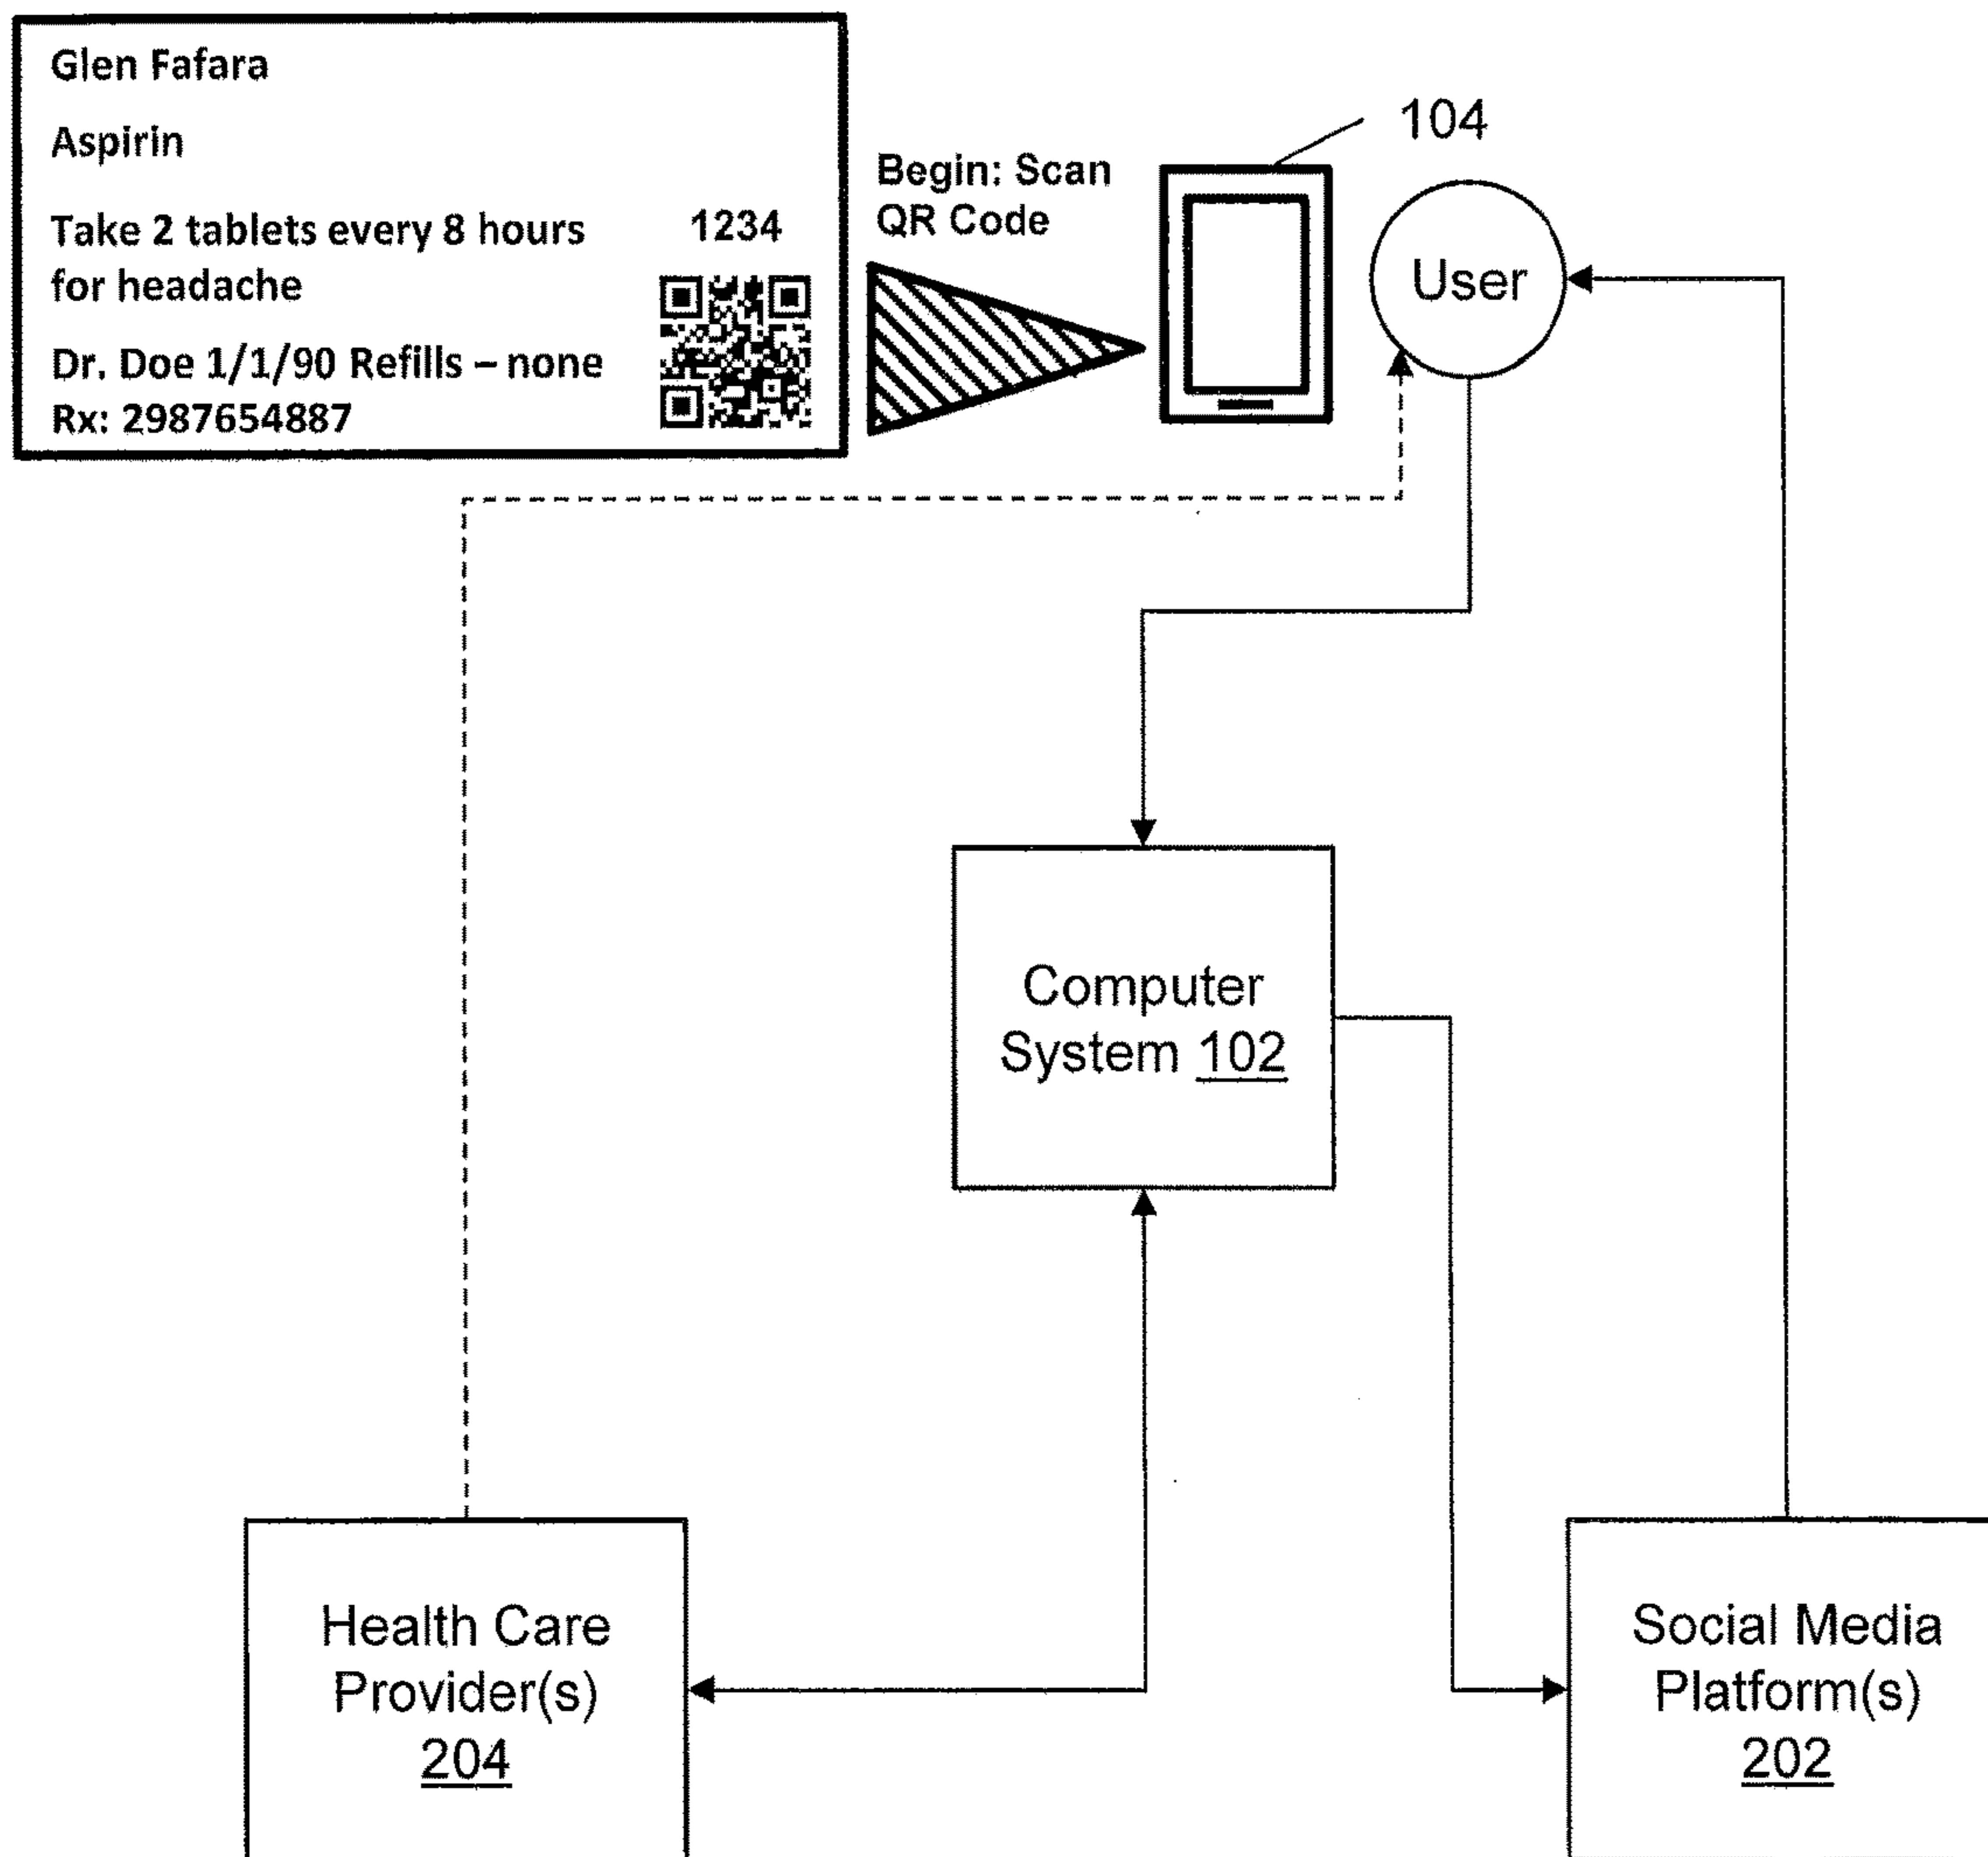 Glen Fafara
Aspirin
Take 2 tablets every 8 hours
for headache
1234
Dr. Doe 1/1/90 Refills – none
Rx: 2987654887
Begin: Scan
QR Code
104
User
Computer
System 102
Health Care
Provider(s)
204
Social Media
Platform(s)
202